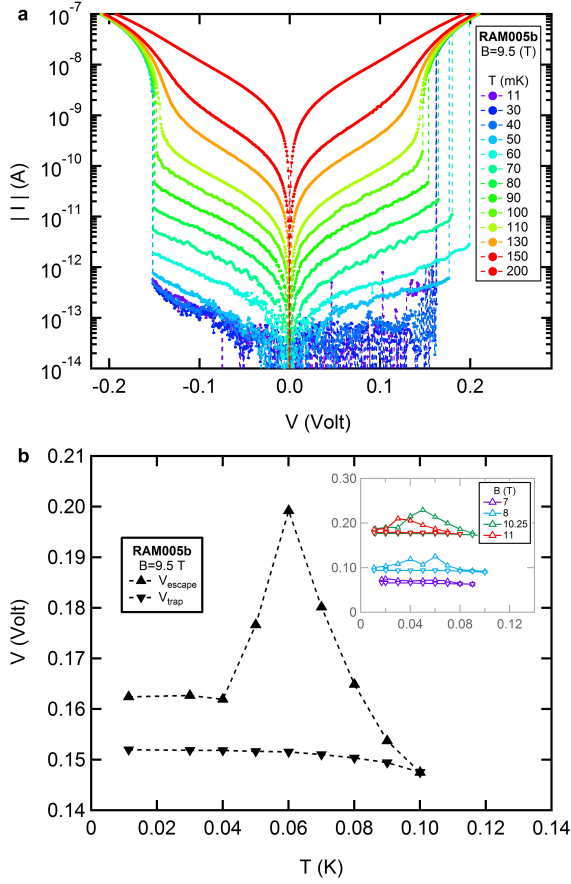 a
10⁻⁷
10⁻⁸
10⁻⁹
10⁻¹⁰
10⁻¹¹
10⁻¹²
10⁻¹³
10⁻¹⁴
| I | (A)
-0.2 -0.1 0.0 0.1 0.2
V (Volt)
RAM005b
B=9.5 (T)
T (mK)
11
30
40
50
60
70
80
90
100
110
130
150
200
b
0.21
0.20
0.19
0.18
0.17
0.16
0.15
0.14
V (Volt)
0 0.02 0.04 0.06 0.08 0.10 0.12 0.14
T (K)
RAM005b
B=9.5 T
Vescape
Vtrap
0.30
0.20
0.10
0
0 0.04 0.08 0.12
B (T)
7
8
10.25
11